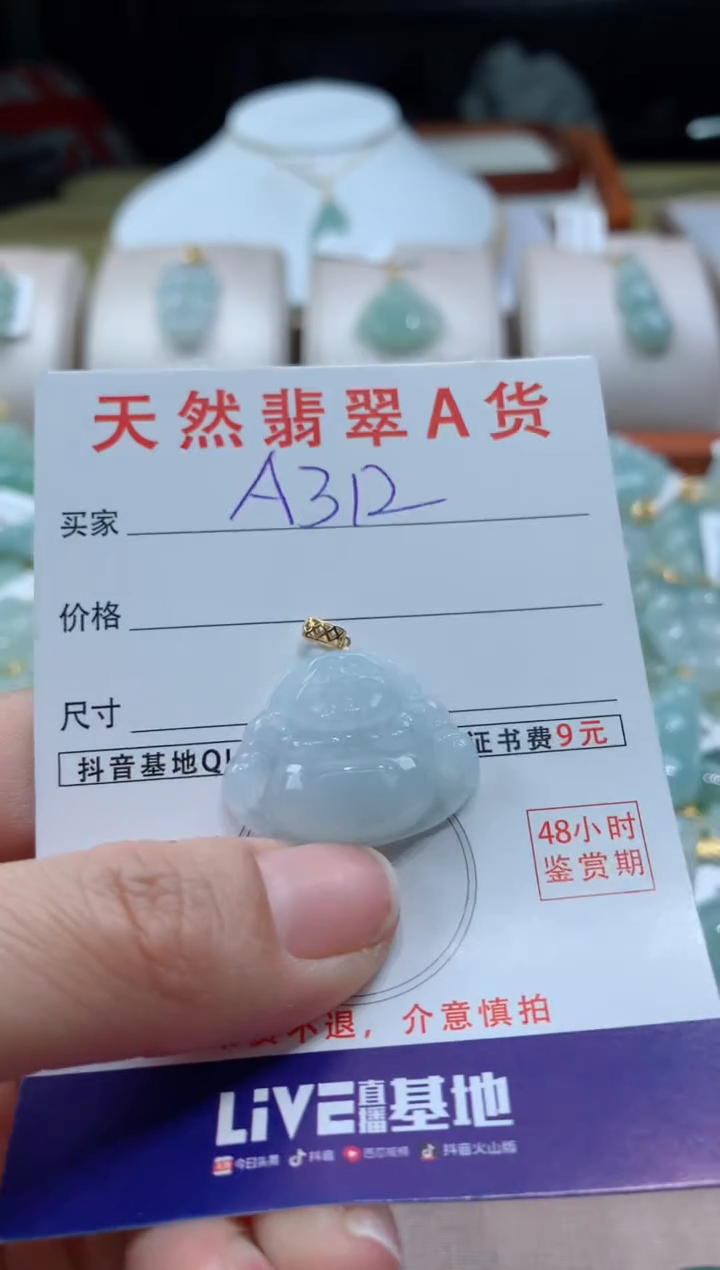 天然翡翠A货
买家 A312
价格
尺寸
抖音基地QI
证书费9元
48小时
鉴赏期
不退，介意慎拍
LiVE直播基地
今日头条 抖音 西瓜视频 抖音火山版